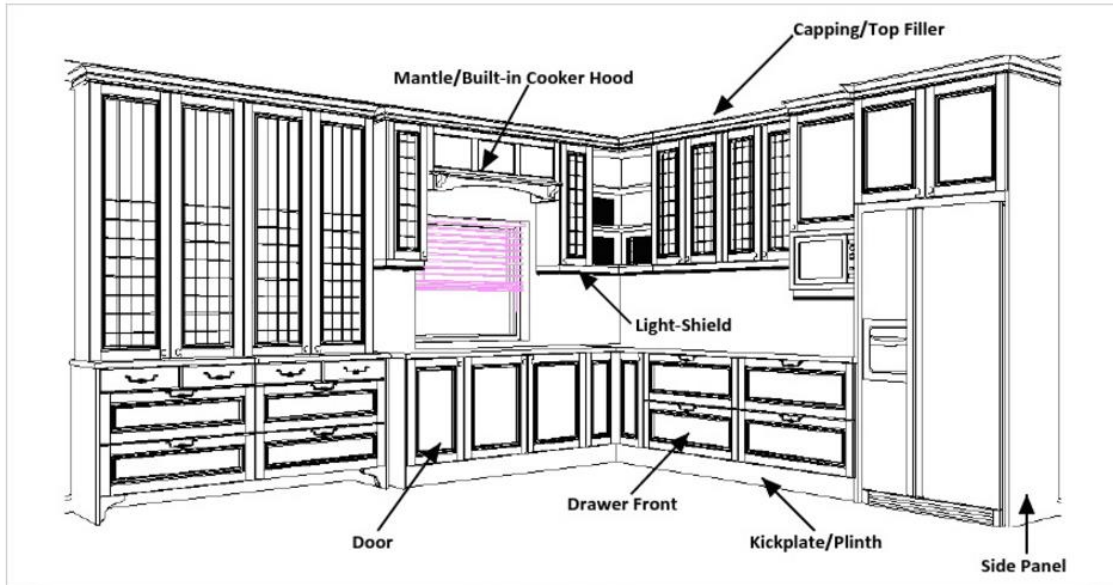 Capping/Top Filler
Mantle/Built-in Cooker Hood
Light-Shield
Drawer Front
Door
Kickplate/Plinth
Side Panel